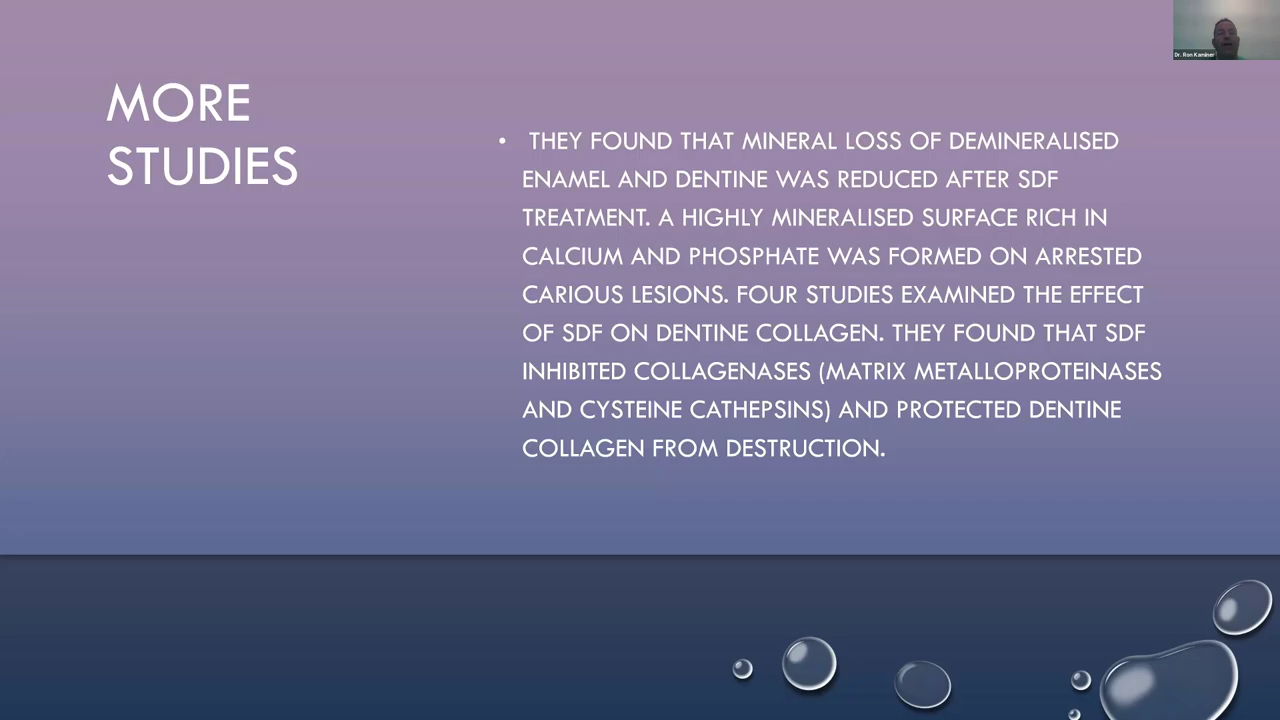 MORE
STUDIES
• THEY FOUND THAT MINERAL LOSS OF DEMINERALISED
ENAMEL AND DENTINE WAS REDUCED AFTER SDF
TREATMENT. A HIGHLY MINERALISED SURFACE RICH IN
CALCIUM AND PHOSPHATE WAS FORMED ON ARRESTED
CARIOUS LESIONS. FOUR STUDIES EXAMINED THE EFFECT
OF SDF ON DENTINE COLLAGEN. THEY FOUND THAT SDF
INHIBITED COLLAGENASES (MATRIX METALLOPROTEINASES
AND CYSTEINE CATHEPSINS) AND PROTECTED DENTINE
COLLAGEN FROM DESTRUCTION.
Dr. Ron Kaminer